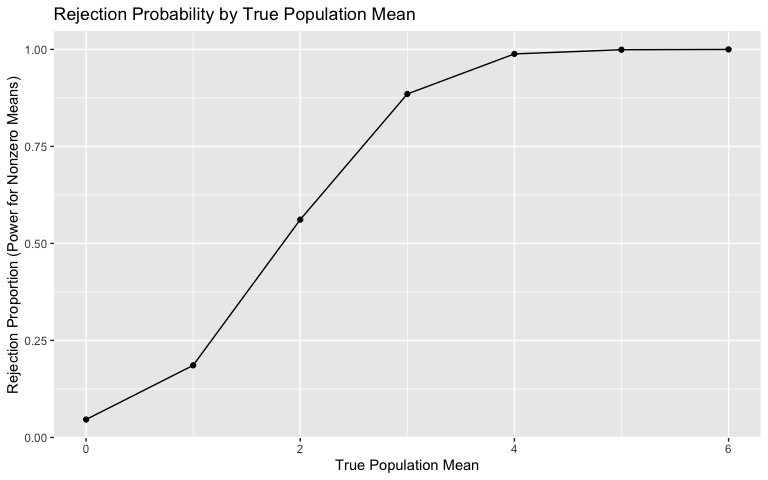 Rejection Probability by True Population Mean
Rejection Proportion (Power for Nonzero Means)
1.00
0.75
0.50
0.25
0.00
0 2 4 6
True Population Mean